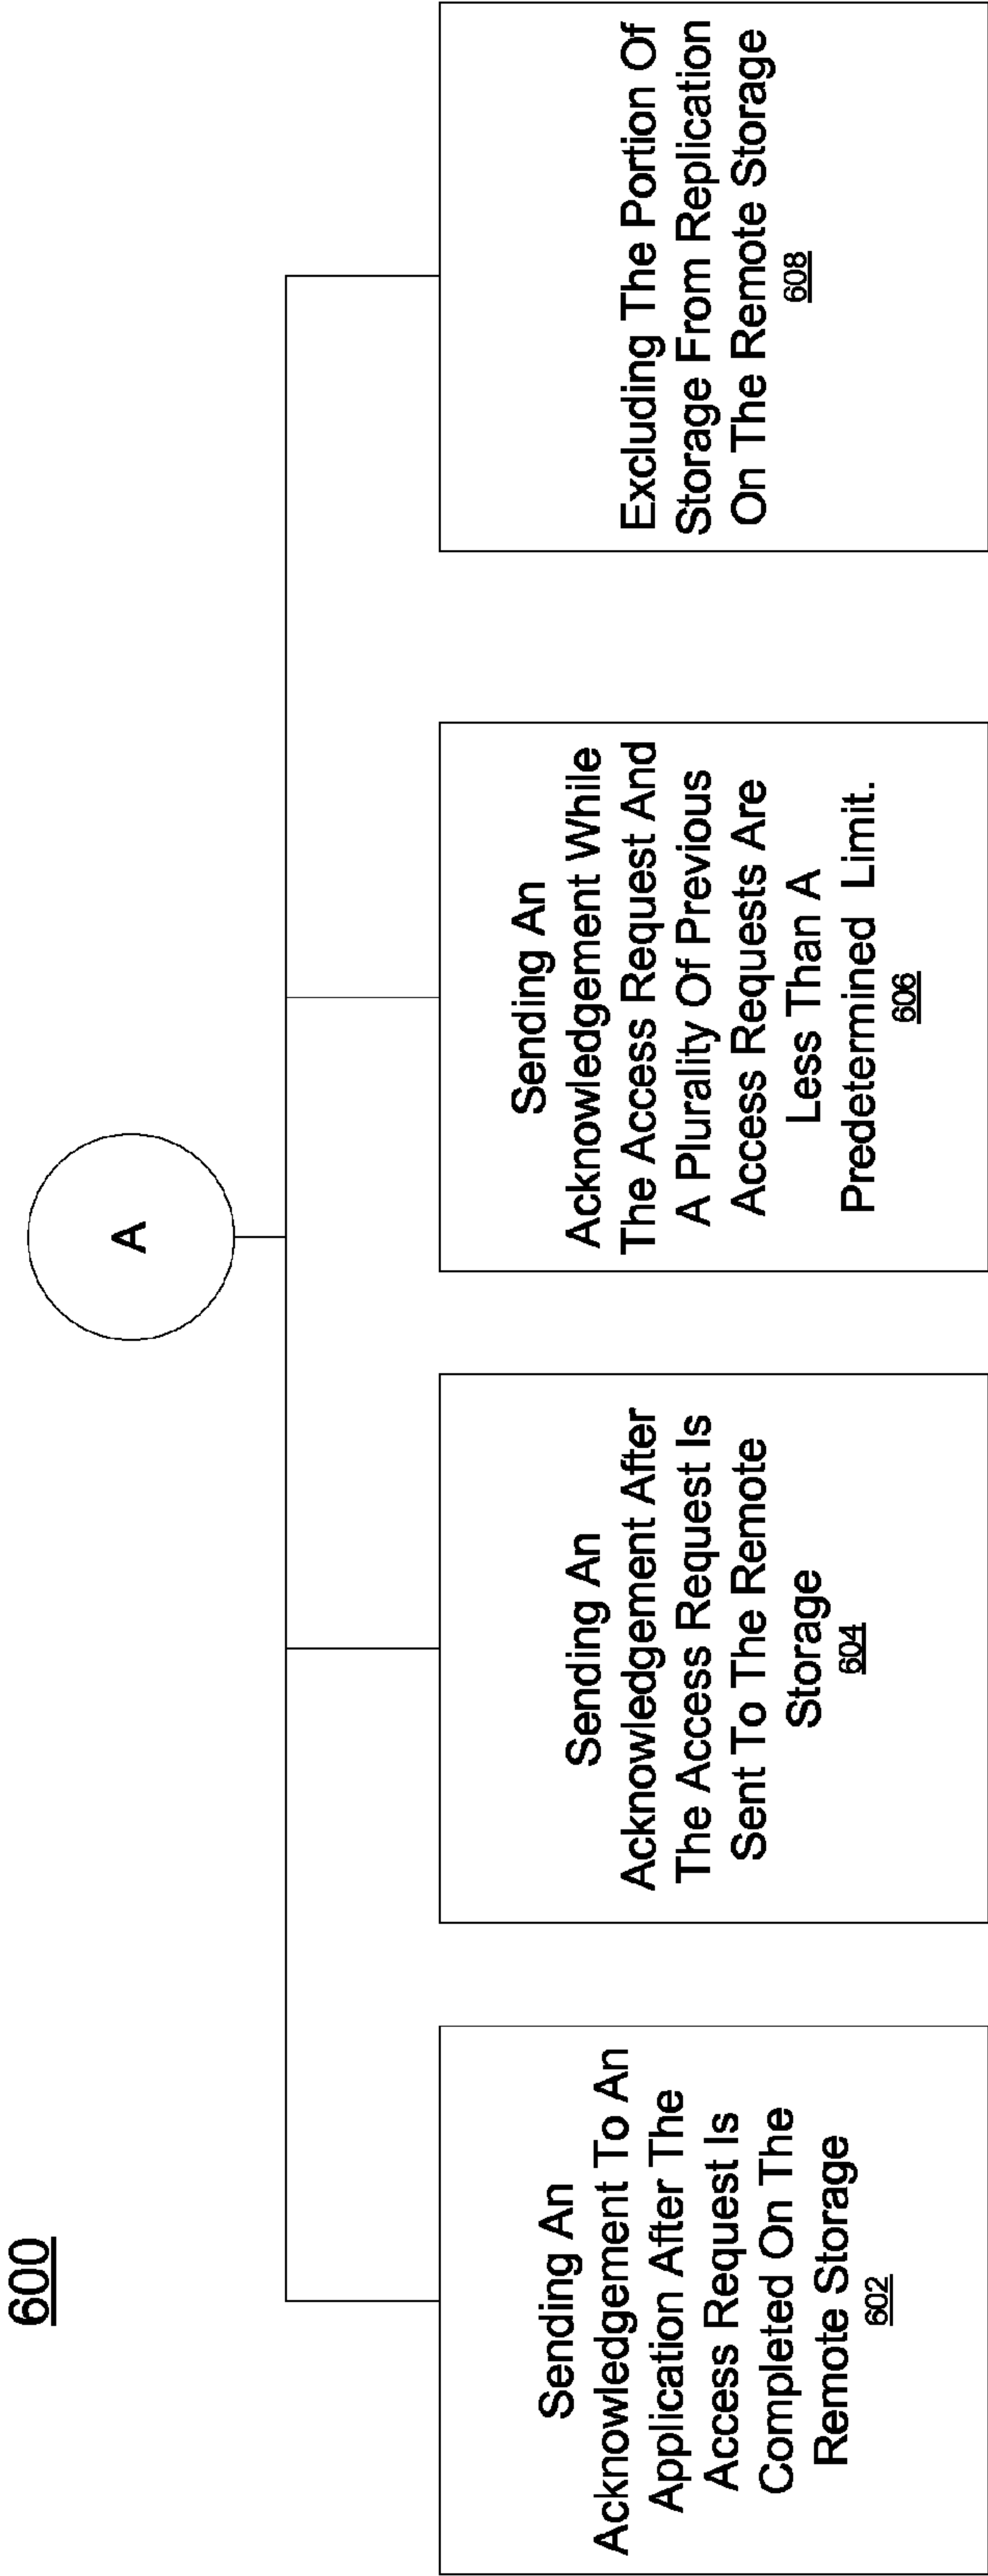 600
A
Sending An
Acknowledgement To An
Application After The
Access Request Is
Completed On The
Remote Storage
602
Sending An
Acknowledgement After
The Access Request Is
Sent To The Remote
Storage
604
Sending An
Acknowledgement While
The Access Request And
A Plurality Of Previous
Access Requests Are
Less Than A
Predetermined Limit.
606
Excluding The Portion Of
Storage From Replication
On The Remote Storage
608